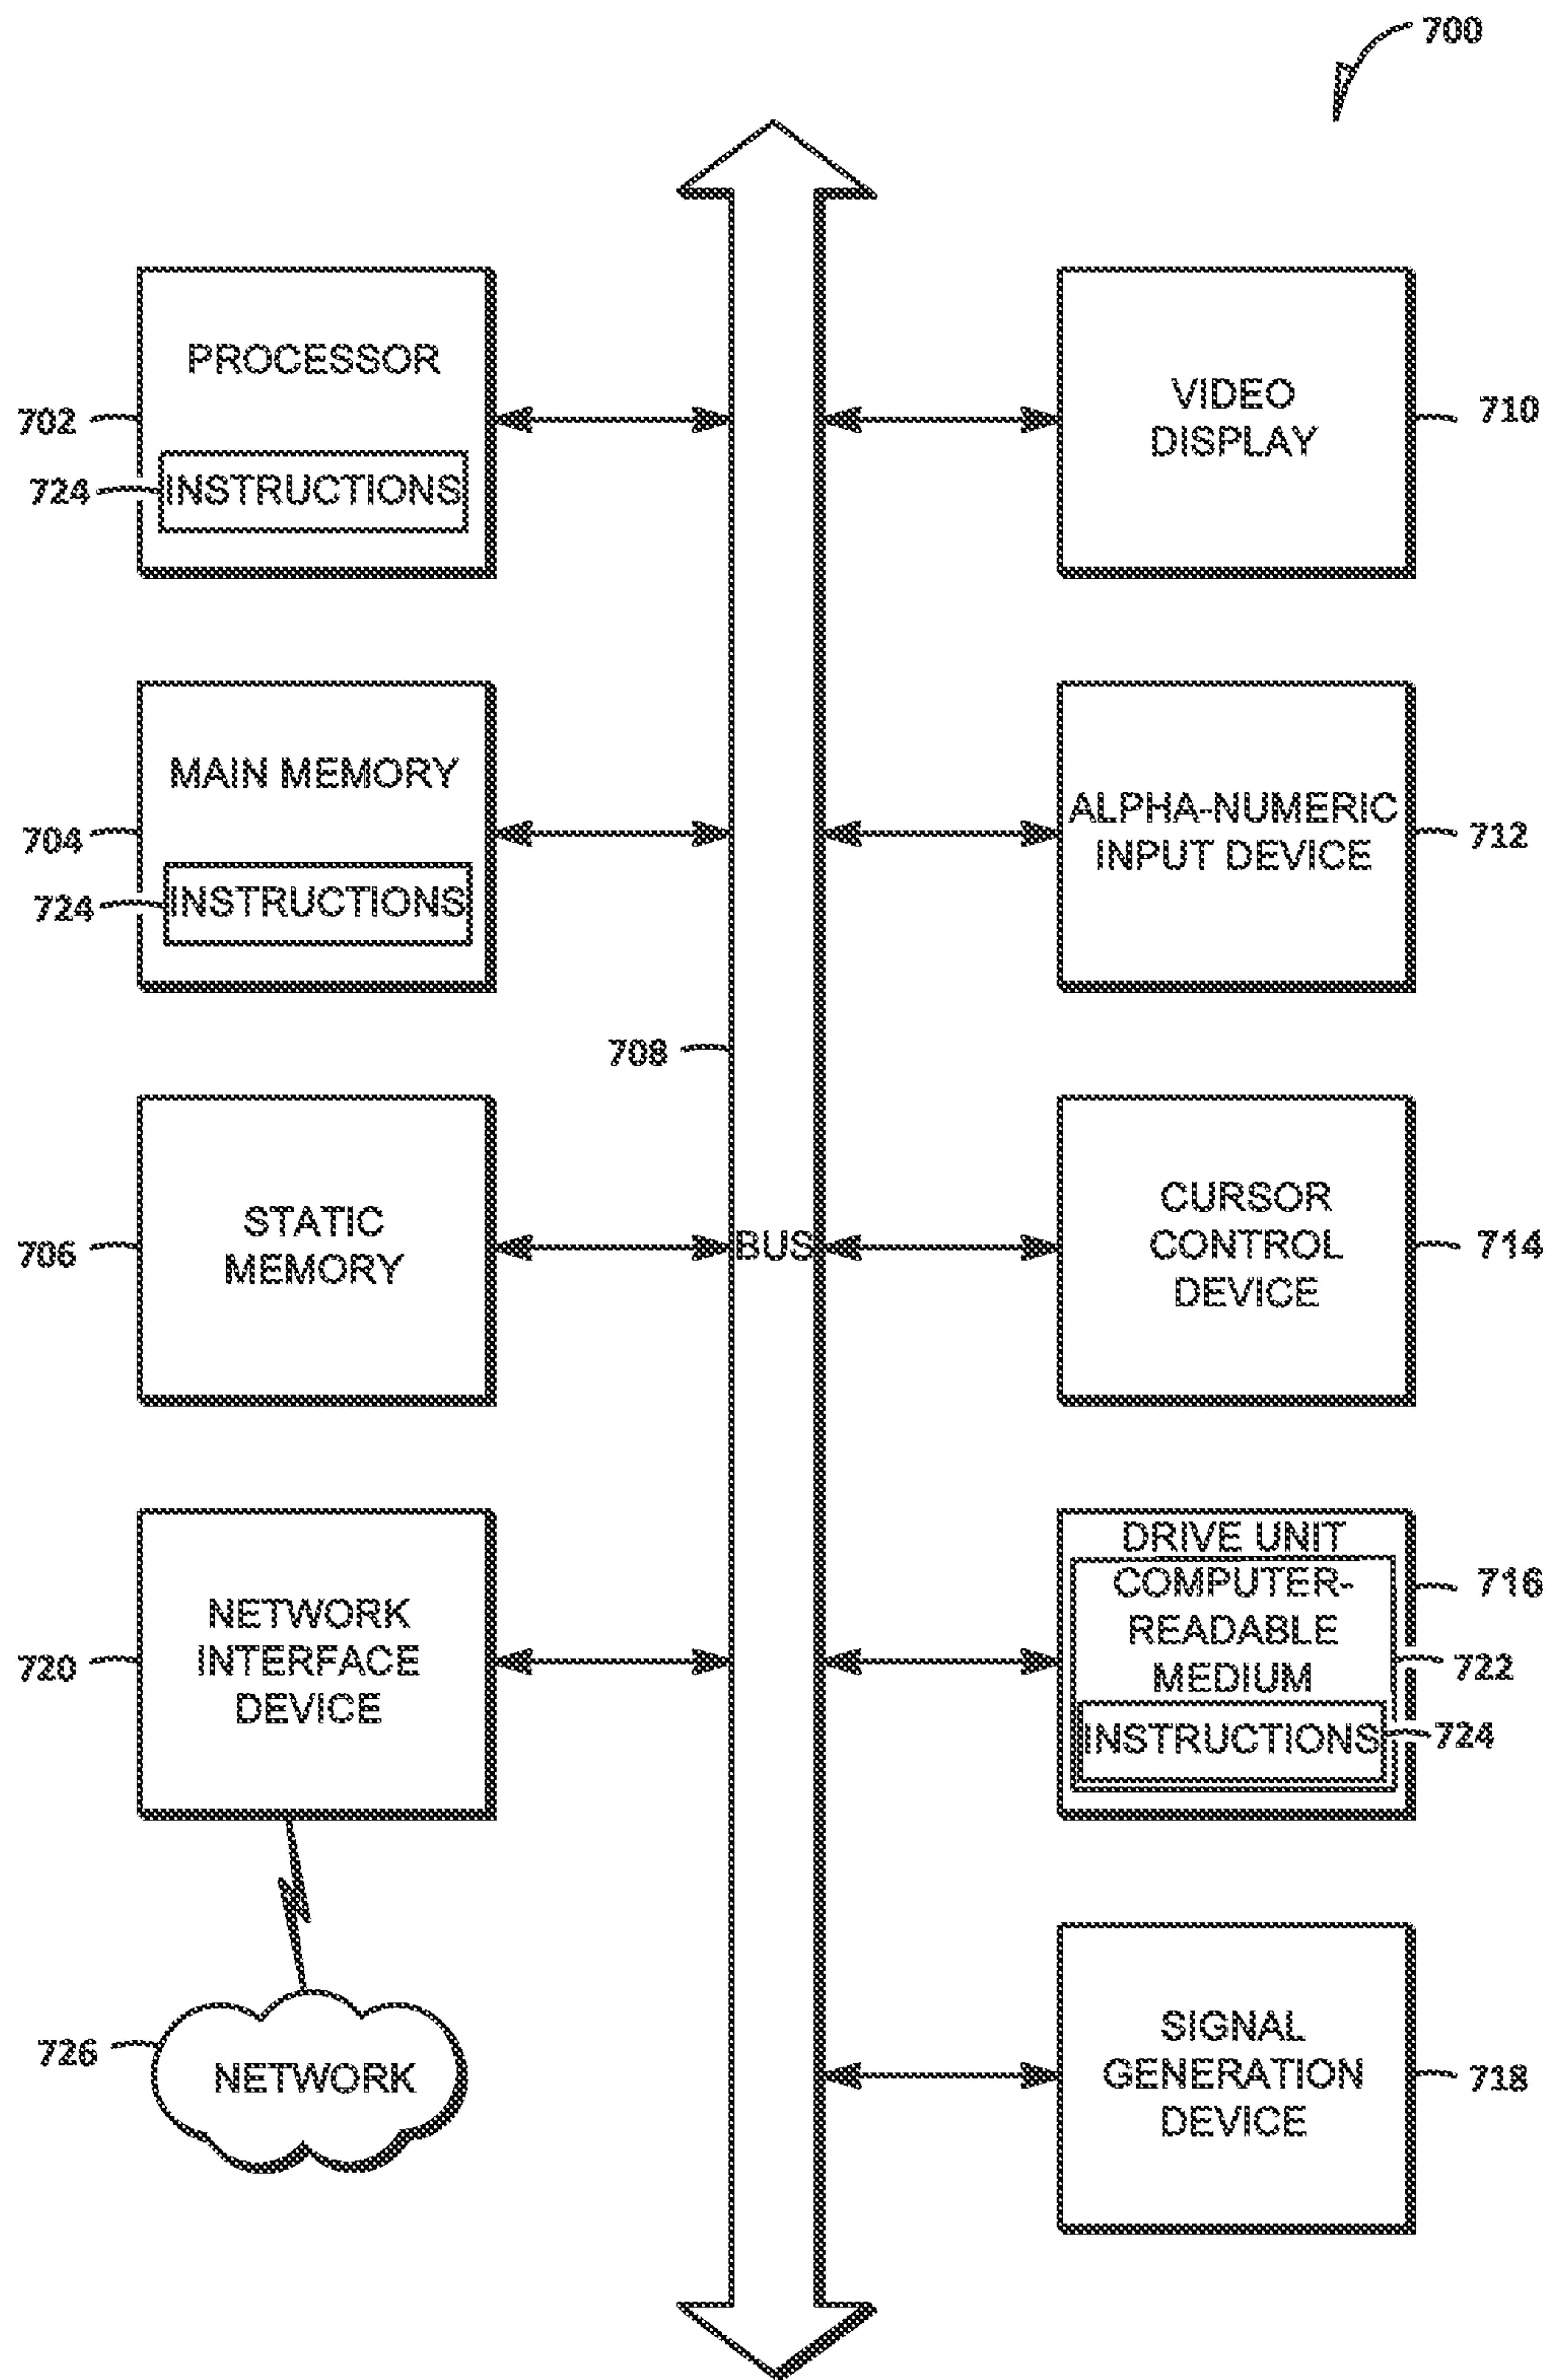 700
PROCESSOR
702
724
INSTRUCTIONS
VIDEO
DISPLAY
710
MAIN MEMORY
704
724
INSTRUCTIONS
ALPHA-NUMERIC
INPUT DEVICE
712
708
STATIC
MEMORY
706
BUS
CURSOR
CONTROL
DEVICE
714
NETWORK
INTERFACE
DEVICE
720
DRIVE UNIT
COMPUTER-
READABLE
MEDIUM
INSTRUCTIONS
716
722
724
726
NETWORK
SIGNAL
GENERATION
DEVICE
718